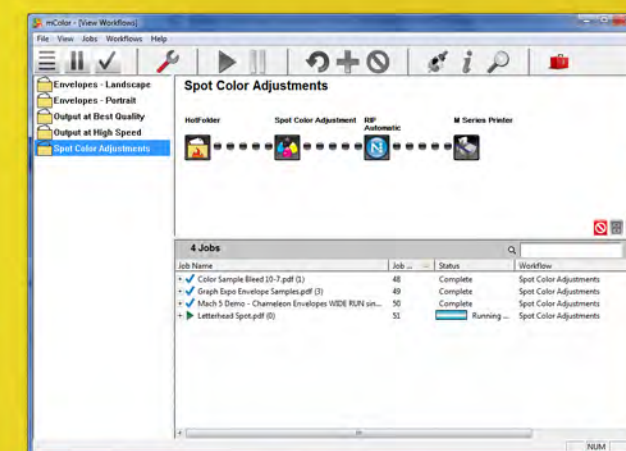 mColor - [View Workflows]
File View Jobs Workflows Help
Envelopes - Landscape
Envelopes - Portrait
Output at Best Quality
Output at High Speed
Spot Color Adjustments
Spot Color Adjustments
HotFolder Spot Color Adjustment RIP Automatic M Series Printer
4 Jobs
Job Name Job ... Status Workflow
Color Sample Bleed 10-7.pdf (1) 48 Complete Spot Color Adjustments
Graph Expo Envelope Samples.pdf (3) 49 Complete Spot Color Adjustments
Mach 5 Demo - Chameleon Envelopes WIDE RUN sin... 50 Complete Spot Color Adjustments
Letterhead Spot.pdf (0) 51 Running ... Spot Color Adjustments
NUM